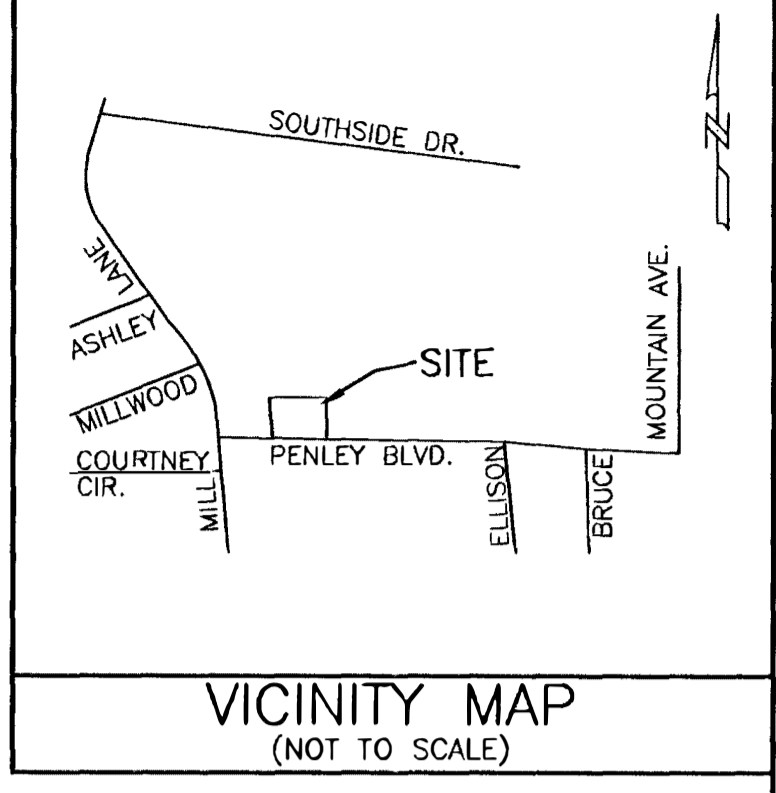 SOUTHSIDE DR.
N
LANE
MOUNTAIN AVE.
ASHLEY
SITE
MILLWOOD
COURTNEY
CIR.
PENLEY BLVD.
MILL
ELLISON
BRUCE
VICINITY MAP
(NOT TO SCALE)